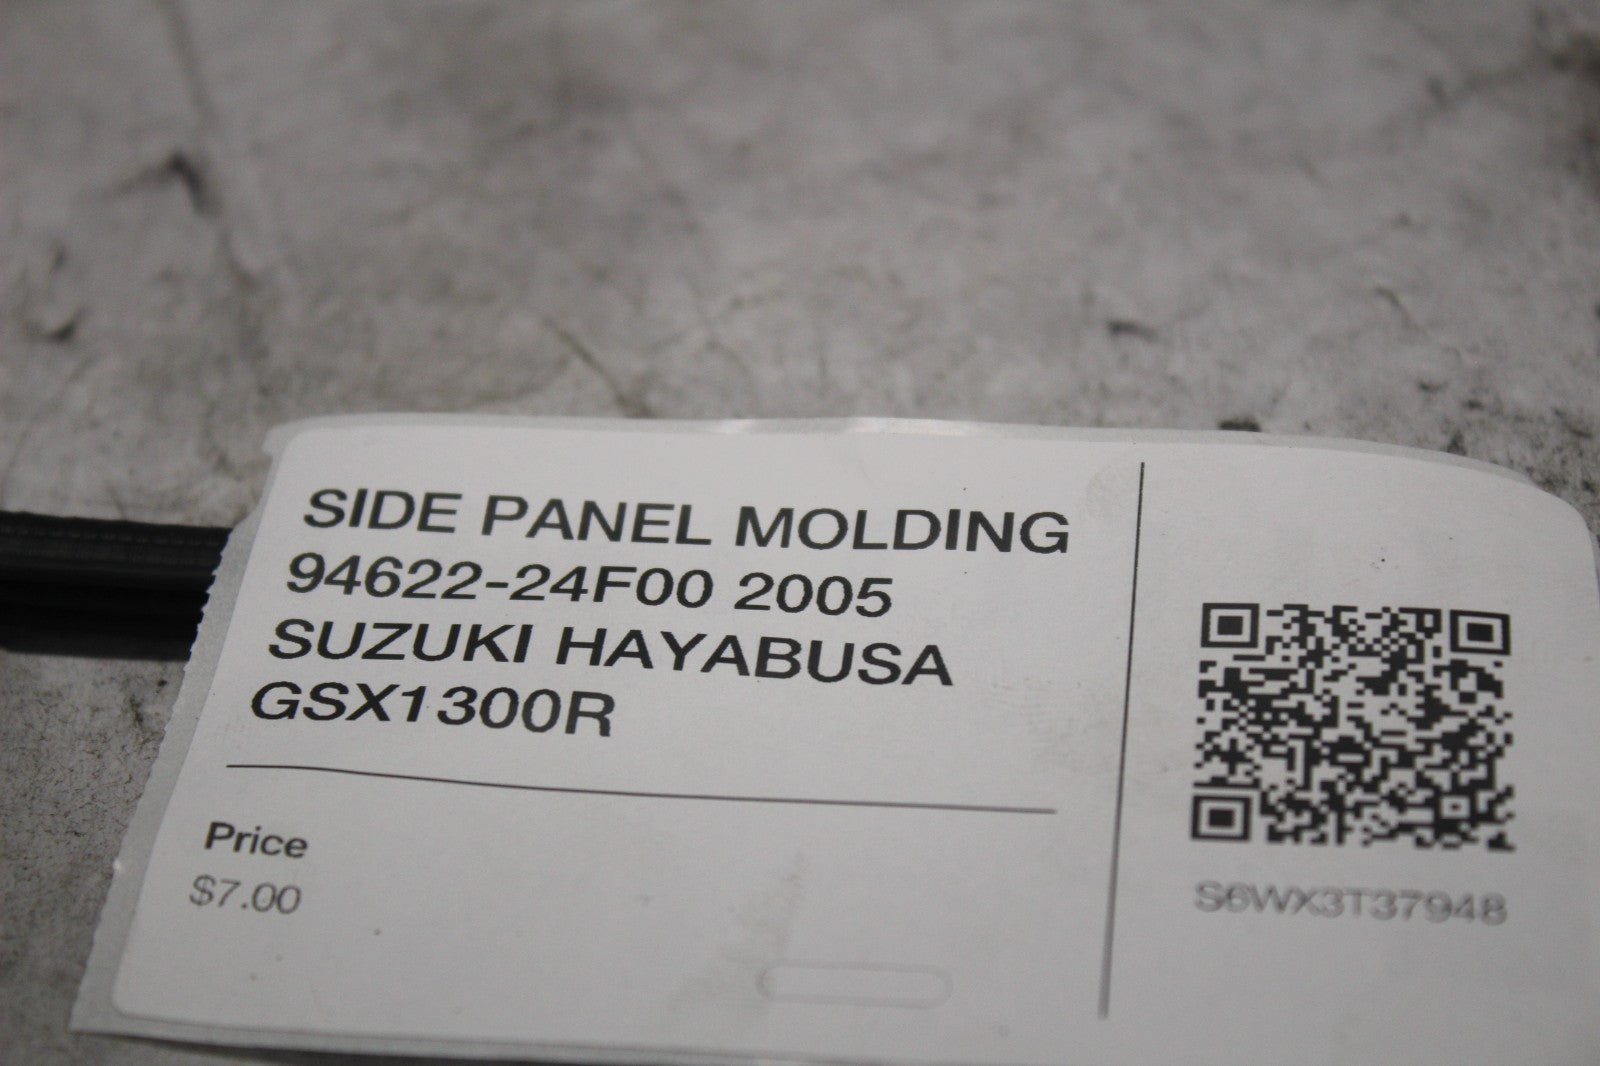 SIDE PANEL MOLDING
94622-24F00 2005
SUZUKI HAYABUSA
GSX1300R
Price
$7.00
S6WX3T37948